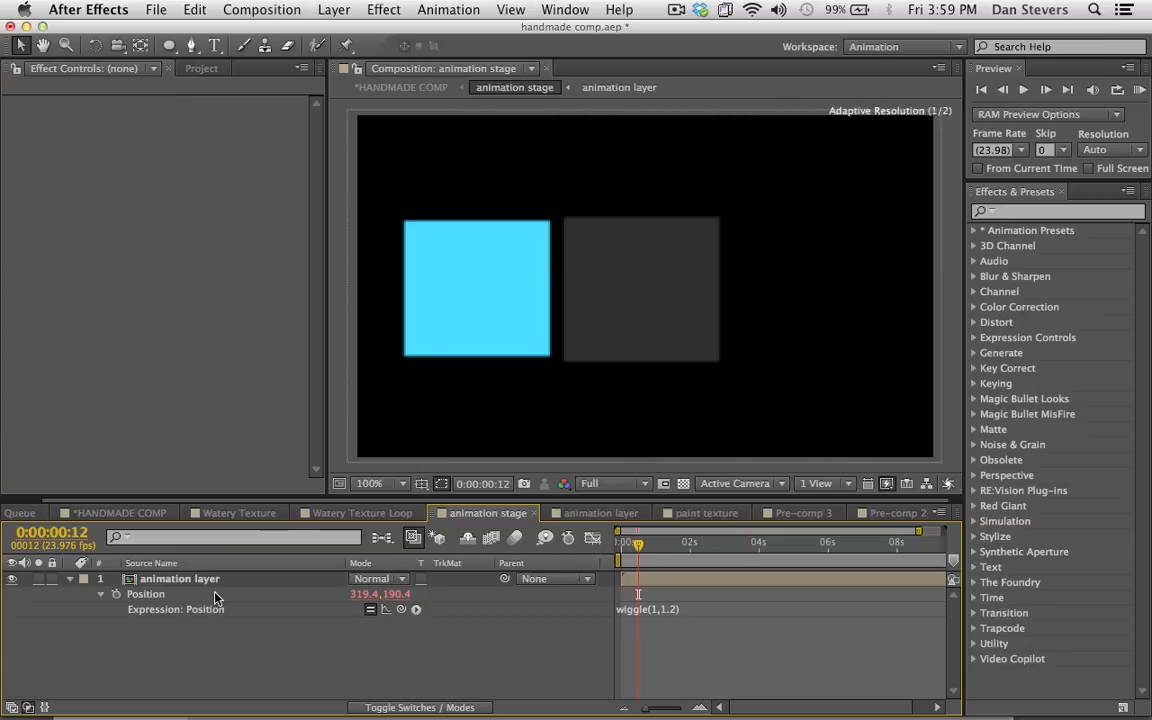 After Effects File Edit Composition Layer Effect Animation View Window Help 99% Fri 3:59 PM Dan Stevers
handmade comp.aep *
Workspace: Animation Search Help
Effect Controls: (none) Project
Composition: animation stage
Preview
*HANDMADE COMP animation stage animation layer
Adaptive Resolution (1/2)
RAM Preview Options
Frame Rate Skip Resolution
(23.98) 0 Auto
From Current Time Full Screen
Effects & Presets
* Animation Presets
3D Channel
Audio
Blur & Sharpen
Channel
Color Correction
Distort
Expression Controls
Generate
Key Correct
Keying
Magic Bullet Looks
Magic Bullet MisFire
Matte
Noise & Grain
Obsolete
Perspective
RE:Vision Plug-ins
Red Giant
Simulation
Stylize
Synthetic Aperture
Text
The Foundry
Time
Transition
Trapcode
Utility
Video Copilot
100% 0:00:00:12 Full Active Camera 1 View
Queue *HANDMADE COMP Watery Texture Watery Texture Loop animation stage animation layer paint texture Pre-comp 3 Pre-comp 2
0:00:00:12
00012 (23.976 fps)
0:00s 02s 04s 06s 08s
# Source Name Mode T TrkMat Parent
1 animation layer Normal None
Position 319.4,190.4
Expression: Position wiggle(1,1.2)
Toggle Switches / Modes